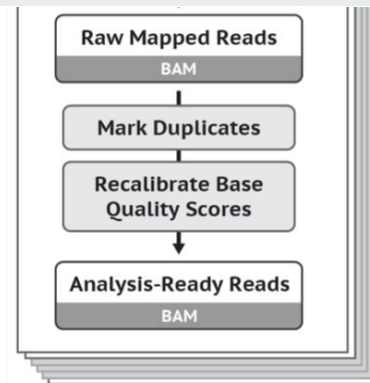 Raw Mapped Reads
BAM
Mark Duplicates
Recalibrate Base
Quality Scores
Analysis-Ready Reads
BAM